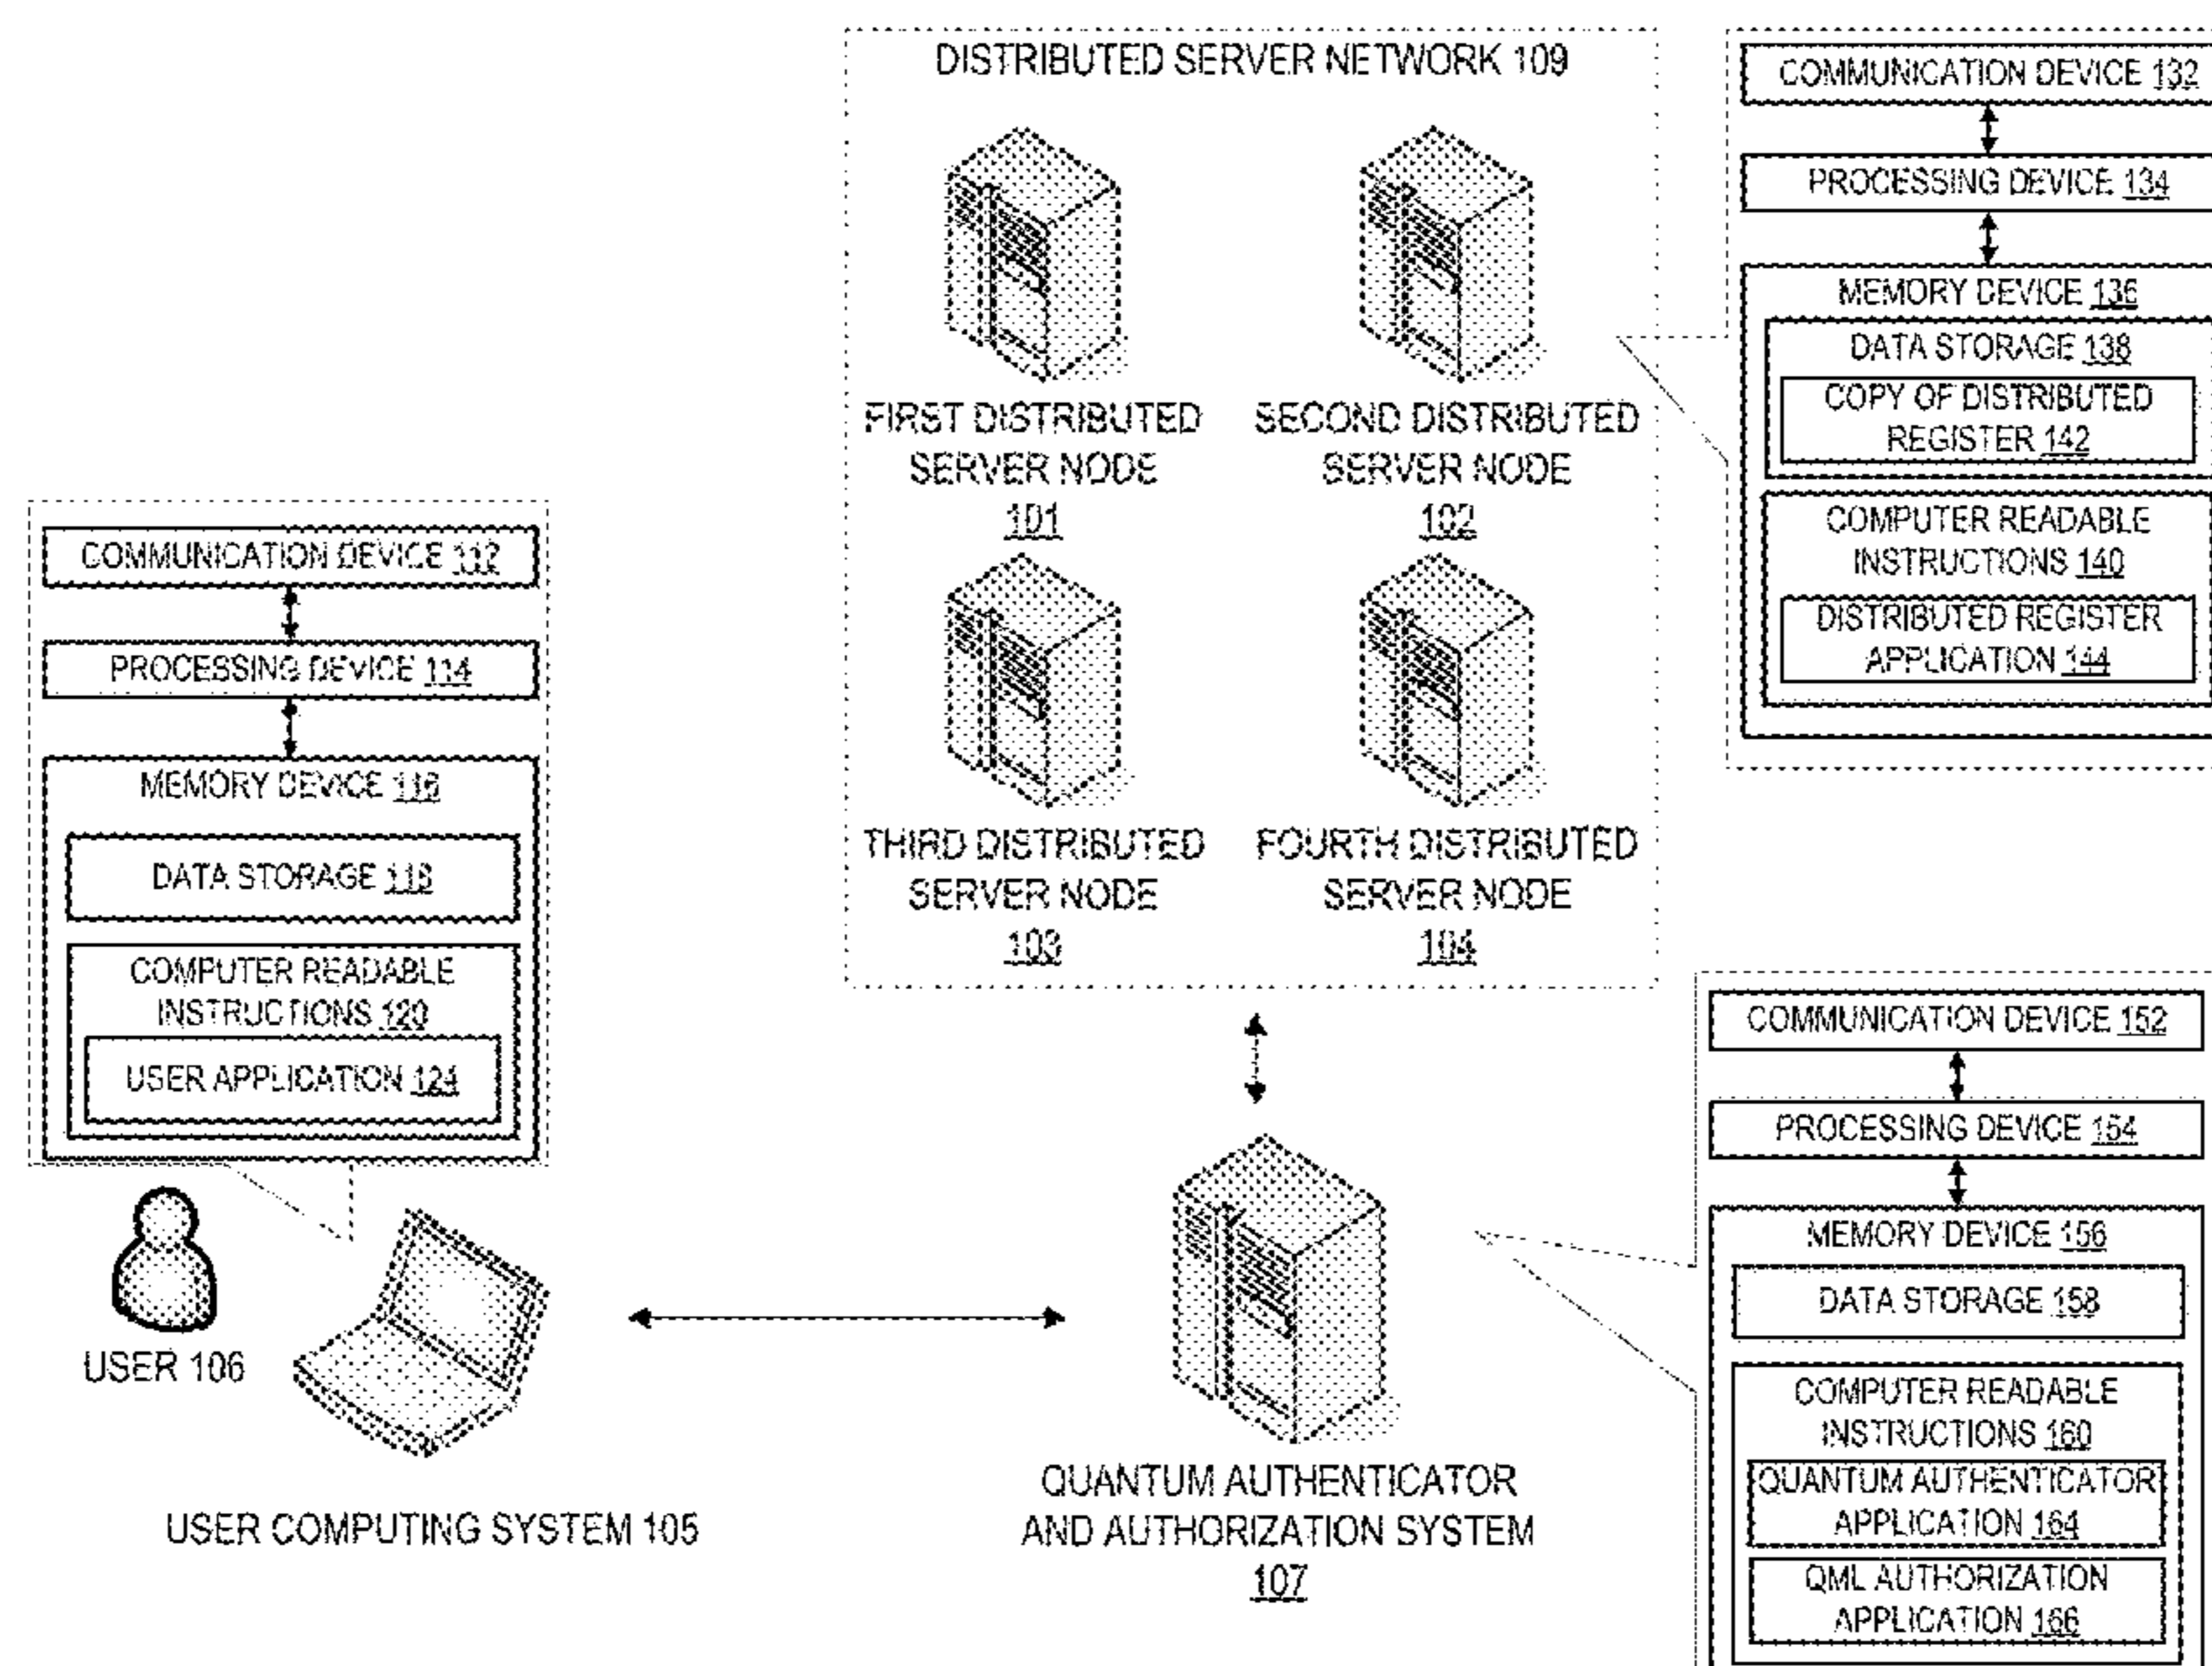 DISTRIBUTED SERVER NETWORK 109
FIRST DISTRIBUTED
SERVER NODE
101
SECOND DISTRIBUTED
SERVER NODE
102
THIRD DISTRIBUTED
SERVER NODE
103
FOURTH DISTRIBUTED
SERVER NODE
104
COMMUNICATION DEVICE 132
PROCESSING DEVICE 134
MEMORY DEVICE 136
DATA STORAGE 138
COPY OF DISTRIBUTED
REGISTER 142
COMPUTER READABLE
INSTRUCTIONS 140
DISTRIBUTED REGISTER
APPLICATION 144
COMMUNICATION DEVICE 112
PROCESSING DEVICE 114
MEMORY DEVICE 116
DATA STORAGE 118
COMPUTER READABLE
INSTRUCTIONS 120
USER APPLICATION 124
USER 106
USER COMPUTING SYSTEM 105
QUANTUM AUTHENTICATOR
AND AUTHORIZATION SYSTEM
107
COMMUNICATION DEVICE 152
PROCESSING DEVICE 154
MEMORY DEVICE 156
DATA STORAGE 158
COMPUTER READABLE
INSTRUCTIONS 160
QUANTUM AUTHENTICATOR
APPLICATION 164
QML AUTHORIZATION
APPLICATION 166